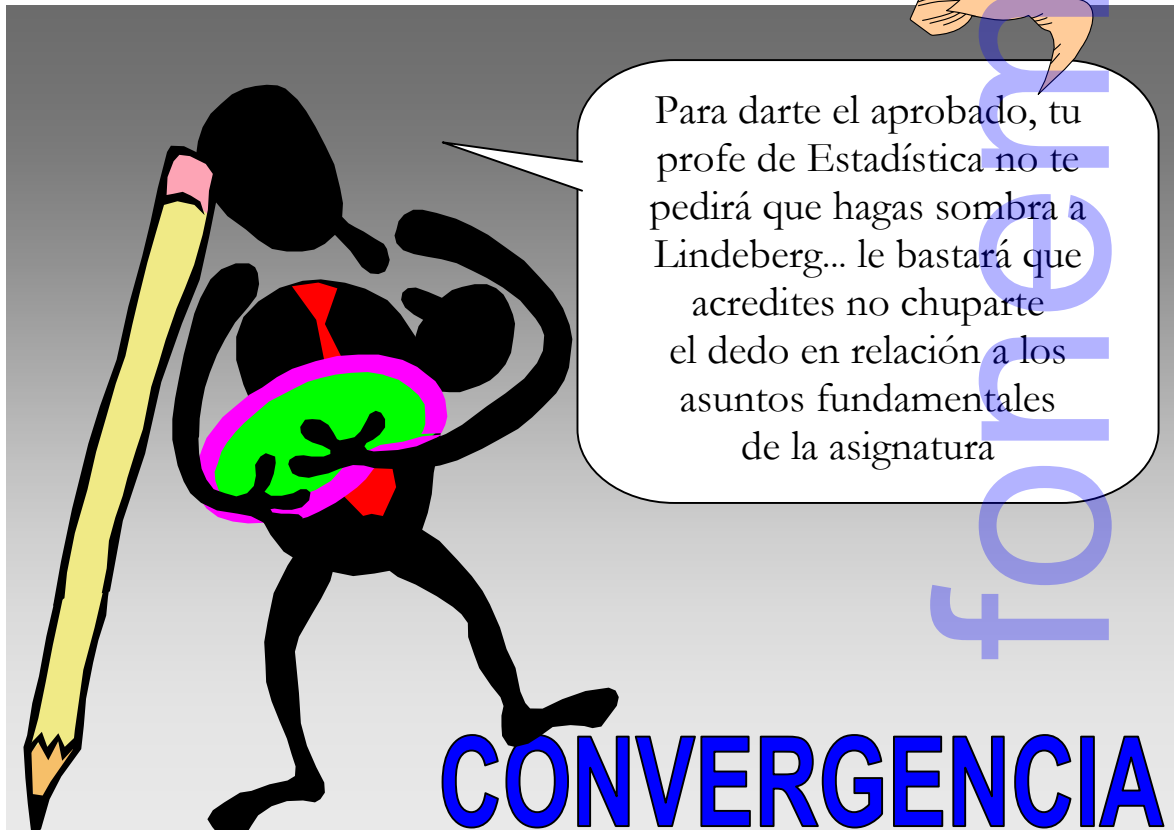 Para darte el aprobado, tu
profe de Estadística no te
pedirá que hagas sombra a
Lindeberg... le bastará que
acredites no chuparte
el dedo en relación a los
asuntos fundamentales
de la asignatura
CONVERGENCIA